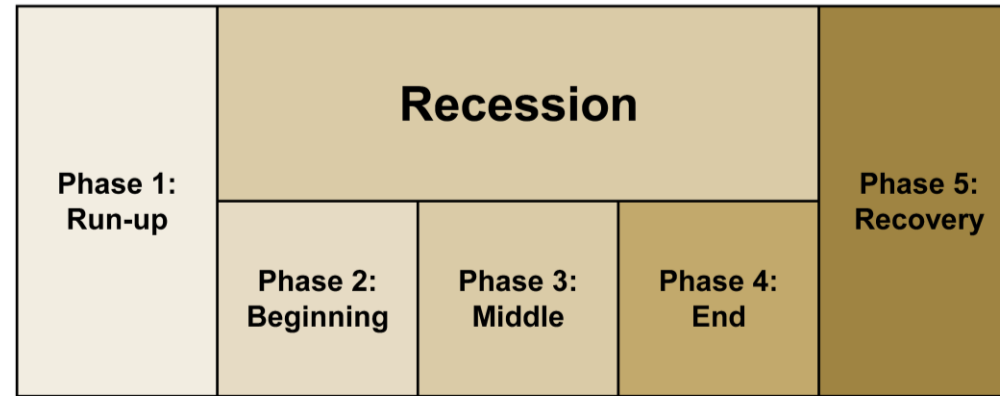 Recession
Phase 1:
Run-up
Phase 2:
Beginning
Phase 3:
Middle
Phase 4:
End
Phase 5:
Recovery